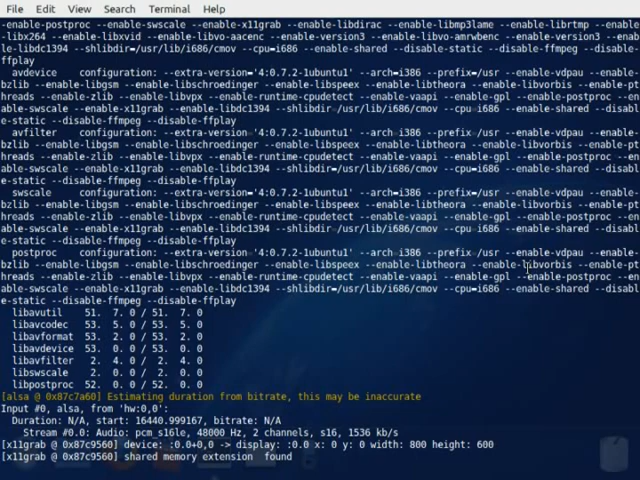 File Edit View Search Terminal Help
-enable-postproc --enable-swscale --enable-x11grab --enable-libdirac --enable-libmp3lame --enable-librtmp --enable
-libx264 --enable-libxvid --enable-libvo-aacenc --enable-version3 --enable-libvo-amrwbenc --enable-version3 --enab
le-libdc1394 --shlibdir=/usr/lib/i686/cmov --cpu=i686 --enable-shared --disable-static --disable-ffmpeg --disable-
ffplay
avdevice configuration: --extra-version='4:0.7.2-1ubuntu1' --arch=i386 --prefix=/usr --enable-vdpau --enable-
bzlib --enable-libgsm --enable-libschroedinger --enable-libspeex --enable-libtheora --enable-libvorbis --enable-pt
hreads --enable-zlib --enable-libvpx --enable-runtime-cpudetect --enable-vaapi --enable-gpl --enable-postproc --en
able-swscale --enable-x11grab --enable-libdc1394 --shlibdir=/usr/lib/i686/cmov --cpu=i686 --enable-shared --disabl
e-static --disable-ffmpeg --disable-ffplay
avfilter configuration: --extra-version='4:0.7.2-1ubuntu1' --arch=i386 --prefix=/usr --enable-vdpau --enable-
bzlib --enable-libgsm --enable-libschroedinger --enable-libspeex --enable-libtheora --enable-libvorbis --enable-pt
hreads --enable-zlib --enable-libvpx --enable-runtime-cpudetect --enable-vaapi --enable-gpl --enable-postproc --en
able-swscale --enable-x11grab --enable-libdc1394 --shlibdir=/usr/lib/i686/cmov --cpu=i686 --enable-shared --disabl
e-static --disable-ffmpeg --disable-ffplay
swscale configuration: --extra-version='4:0.7.2-1ubuntu1' --arch=i386 --prefix=/usr --enable-vdpau --enable-
bzlib --enable-libgsm --enable-libschroedinger --enable-libspeex --enable-libtheora --enable-libvorbis --enable-pt
hreads --enable-zlib --enable-libvpx --enable-runtime-cpudetect --enable-vaapi --enable-gpl --enable-postproc --en
able-swscale --enable-x11grab --enable-libdc1394 --shlibdir=/usr/lib/i686/cmov --cpu=i686 --enable-shared --disabl
e-static --disable-ffmpeg --disable-ffplay
postproc configuration: --extra-version='4:0.7.2-1ubuntu1' --arch=i386 --prefix=/usr --enable-vdpau --enable-
bzlib --enable-libgsm --enable-libschroedinger --enable-libspeex --enable-libtheora --enable-libvorbis --enable-pt
hreads --enable-zlib --enable-libvpx --enable-runtime-cpudetect --enable-vaapi --enable-gpl --enable-postproc --en
able-swscale --enable-x11grab --enable-libdc1394 --shlibdir=/usr/lib/i686/cmov --cpu=i686 --enable-shared --disabl
e-static --disable-ffmpeg --disable-ffplay
libavutil 51. 7. 0 / 51. 7. 0
libavcodec 53. 5. 0 / 53. 5. 0
libavformat 53. 2. 0 / 53. 2. 0
libavdevice 53. 0. 0 / 53. 0. 0
libavfilter 2. 4. 0 / 2. 4. 0
libswscale 2. 0. 0 / 2. 0. 0
libpostproc 52. 0. 0 / 52. 0. 0
[alsa @ 0x87c7a60] Estimating duration from bitrate, this may be inaccurate
Input #0, alsa, from 'hw:0,0':
Duration: N/A, start: 16440.999167, bitrate: N/A
Stream #0.0: Audio: pcm_s16le, 48000 Hz, 2 channels, s16, 1536 kb/s
[x11grab @ 0x87c9560] device: :0.0+0,0 -> display: :0.0 x: 0 y: 0 width: 800 height: 600
[x11grab @ 0x87c9560] shared memory extension found